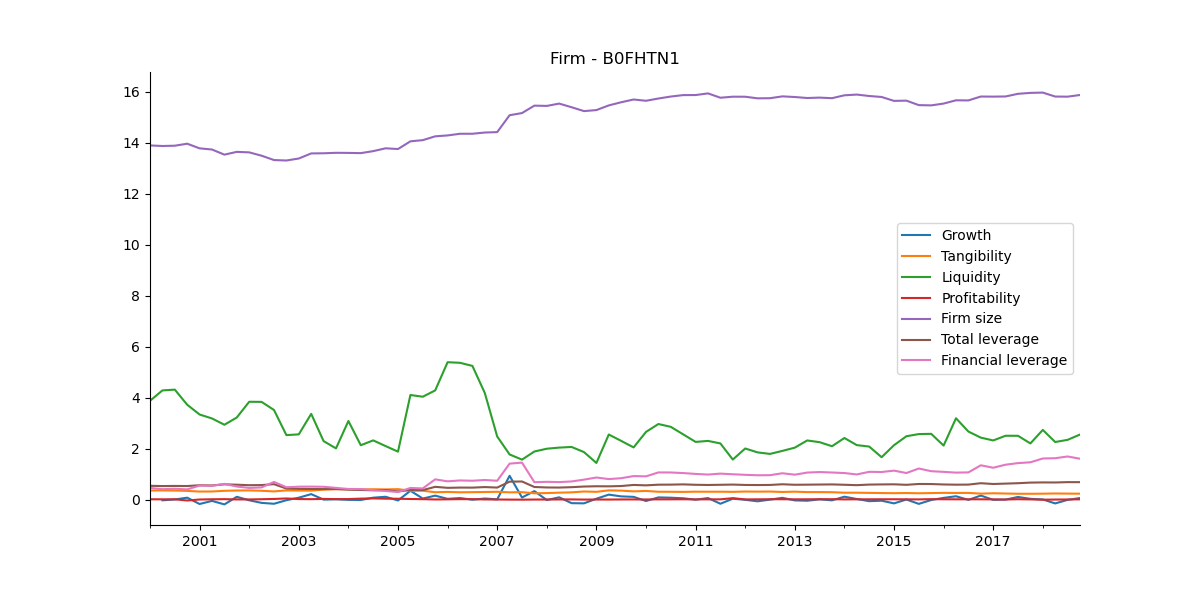 Firm - B0FHTN1
16
14
12
10
8
6
4
2
0
Growth
Tangibility
Liquidity
Profitability
Firm size
Total leverage
Financial leverage
2001 2003 2005 2007 2009 2011 2013 2015 2017